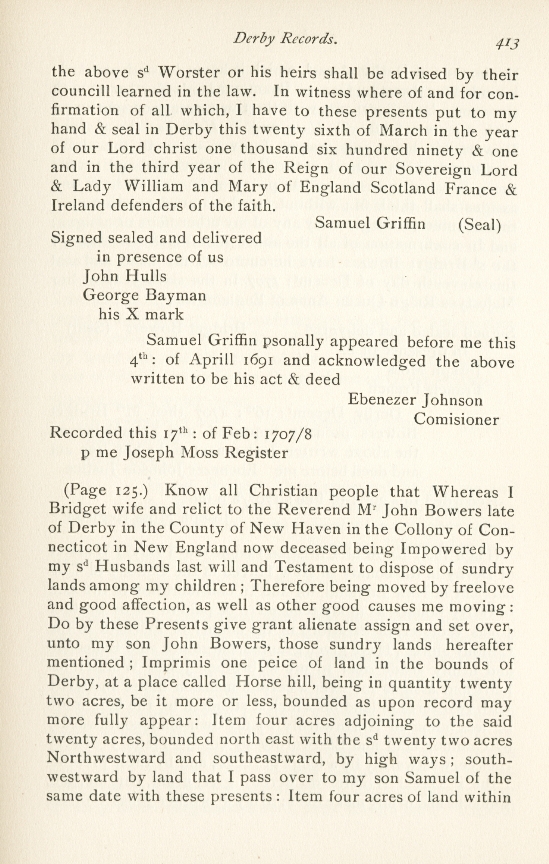 Derby Records. 413
the above sᵈ Worster or his heirs shall be advised by their
councill learned in the law. In witness where of and for con-
firmation of all which, I have to these presents put to my
hand & seal in Derby this twenty sixth of March in the year
of our Lord christ one thousand six hundred ninety & one
and in the third year of the Reign of our Sovereign Lord
& Lady William and Mary of England Scotland France &
Ireland defenders of the faith.
Samuel Griffin (Seal)
Signed sealed and delivered
in presence of us
John Hulls
George Bayman
his X mark
Samuel Griffin psonally appeared before me this
4ᵗʰ: of Aprill 1691 and acknowledged the above
written to be his act & deed
Ebenezer Johnson
Comisioner
Recorded this 17ᵗʰ: of Feb: 1707/8
p me Joseph Moss Register
(Page 125.) Know all Christian people that Whereas I
Bridget wife and relict to the Reverend Mʳ John Bowers late
of Derby in the County of New Haven in the Collony of Con-
necticot in New England now deceased being Impowered by
my sᵈ Husbands last will and Testament to dispose of sundry
lands among my children; Therefore being moved by freelove
and good affection, as well as other good causes me moving:
Do by these Presents give grant alienate assign and set over,
unto my son John Bowers, those sundry lands hereafter
mentioned; Imprimis one peice of land in the bounds of
Derby, at a place called Horse hill, being in quantity twenty
two acres, be it more or less, bounded as upon record may
more fully appear: Item four acres adjoining to the said
twenty acres, bounded north east with the sᵈ twenty two acres
Northwestward and southeastward, by high ways; south-
westward by land that I pass over to my son Samuel of the
same date with these presents: Item four acres of land within